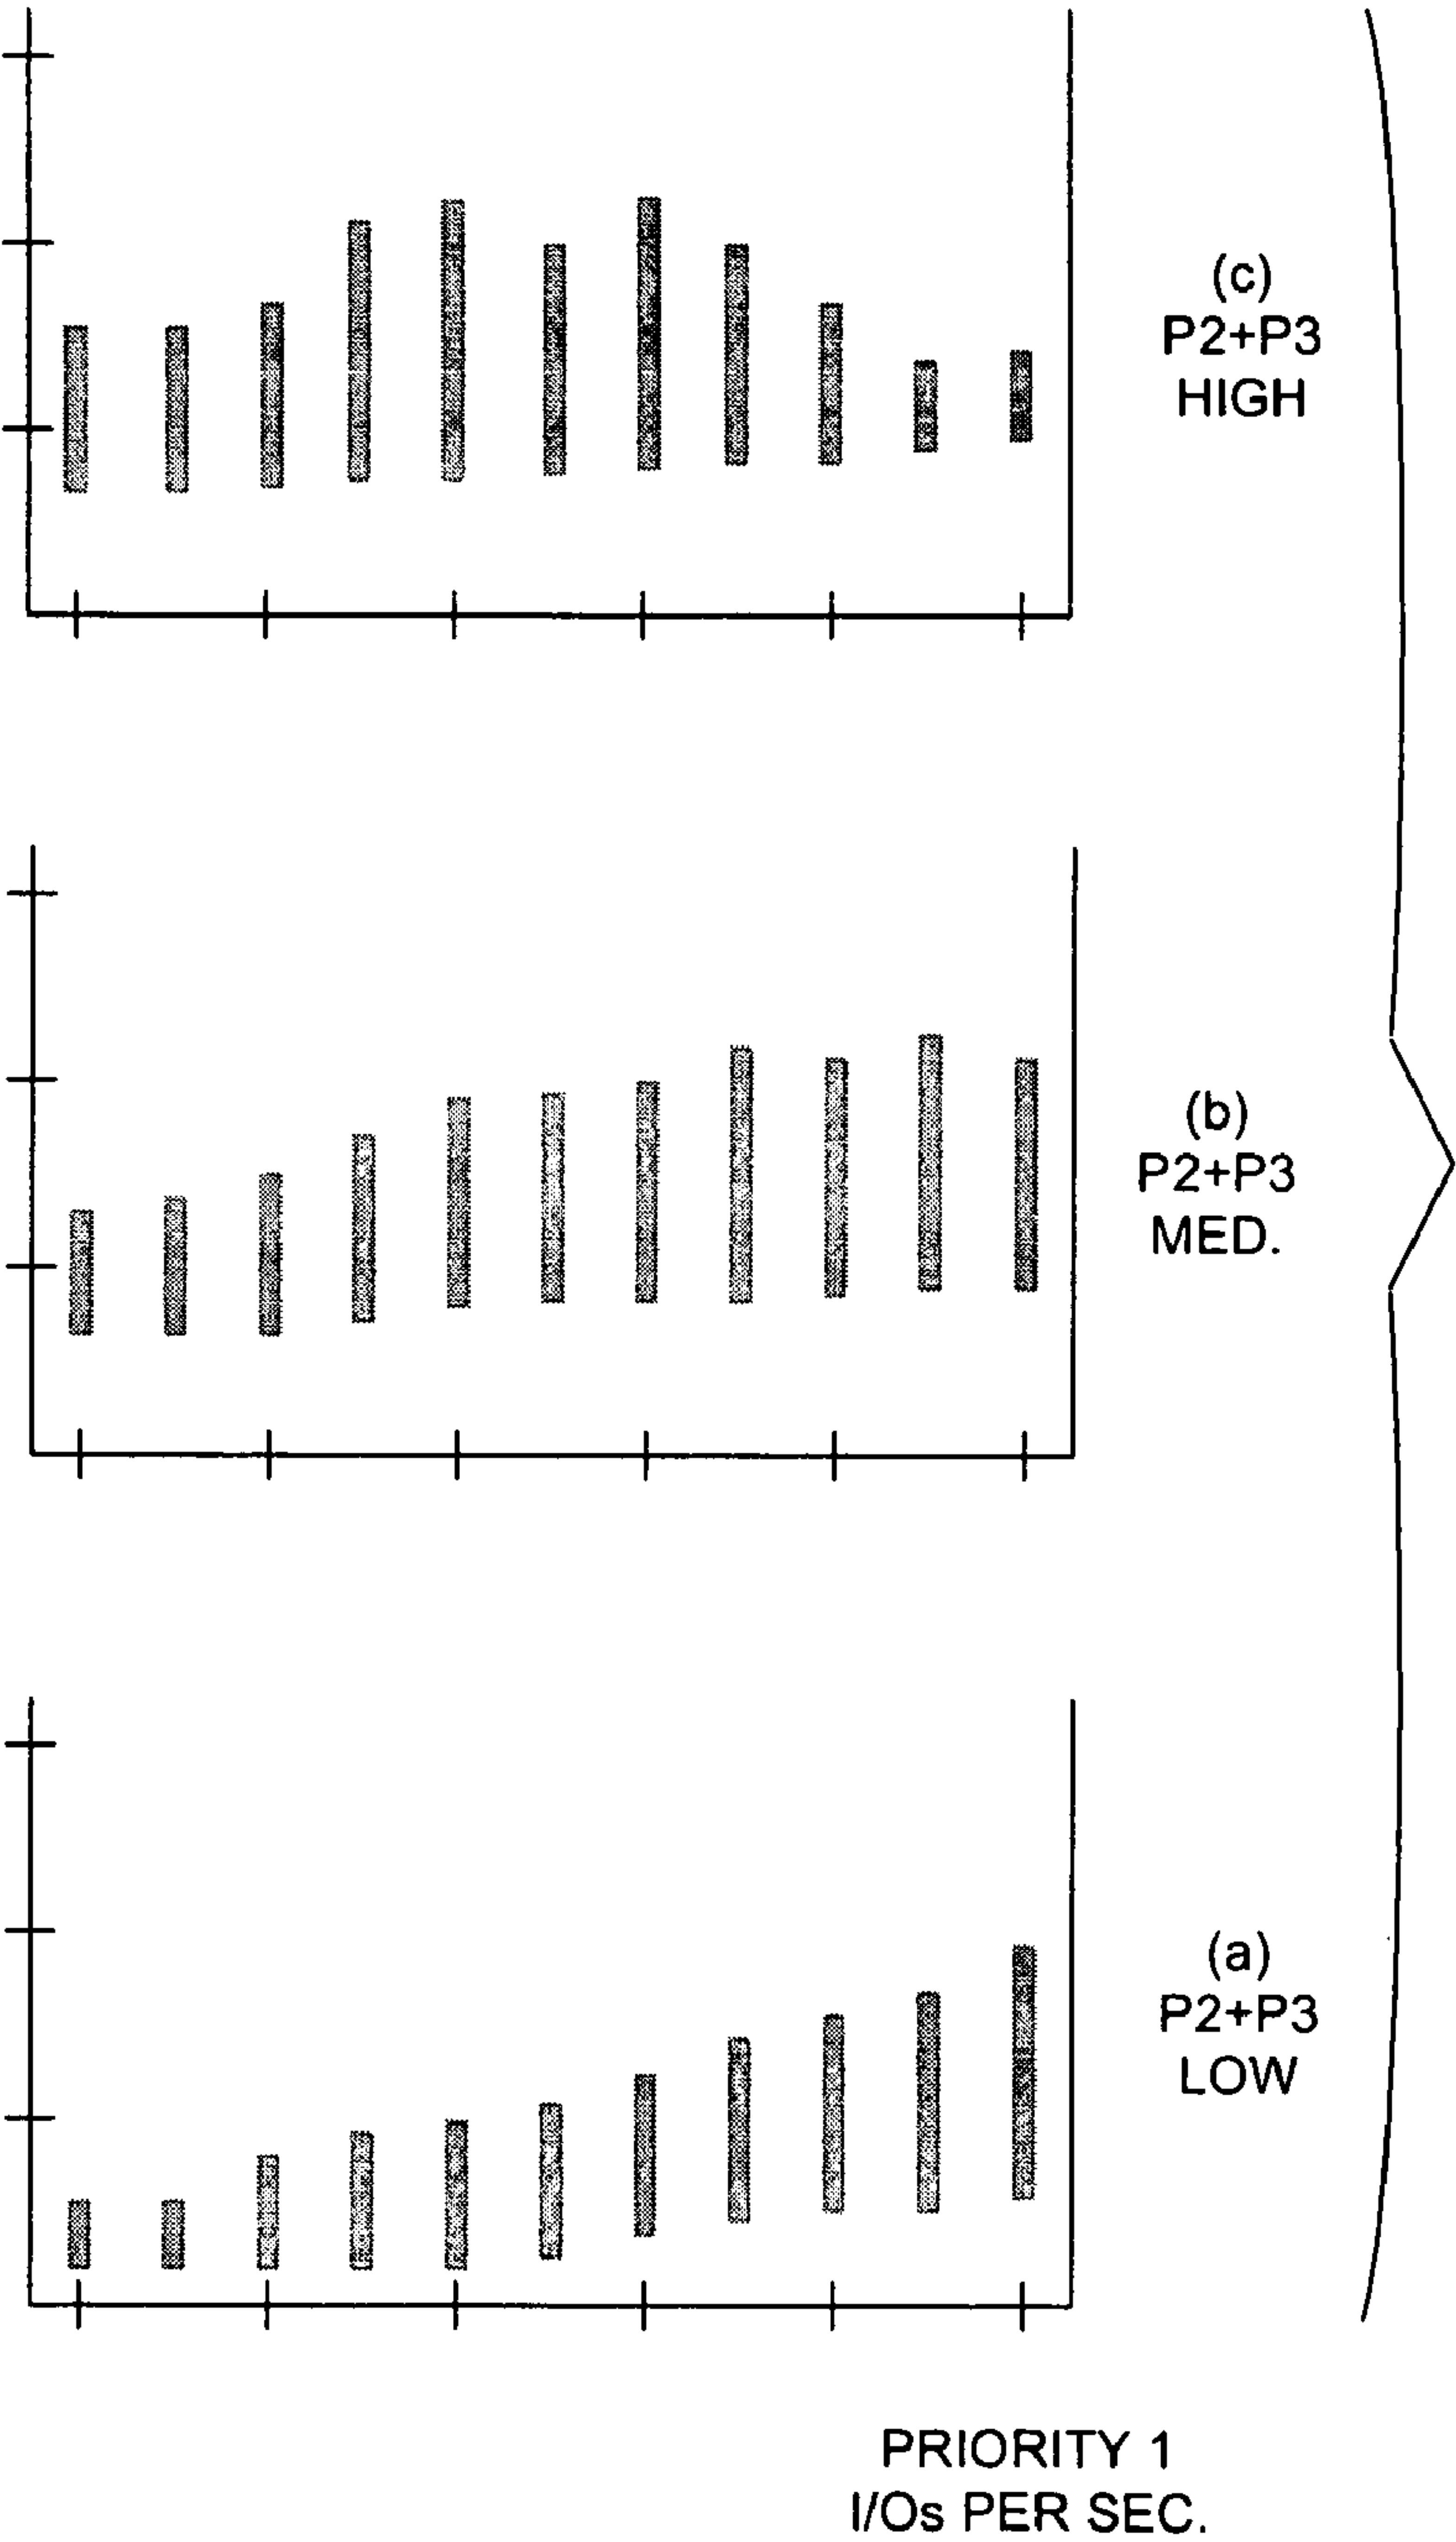 (c)
P2+P3
HIGH
(b)
P2+P3
MED.
(a)
P2+P3
LOW
PRIORITY 1
I/Os PER SEC.